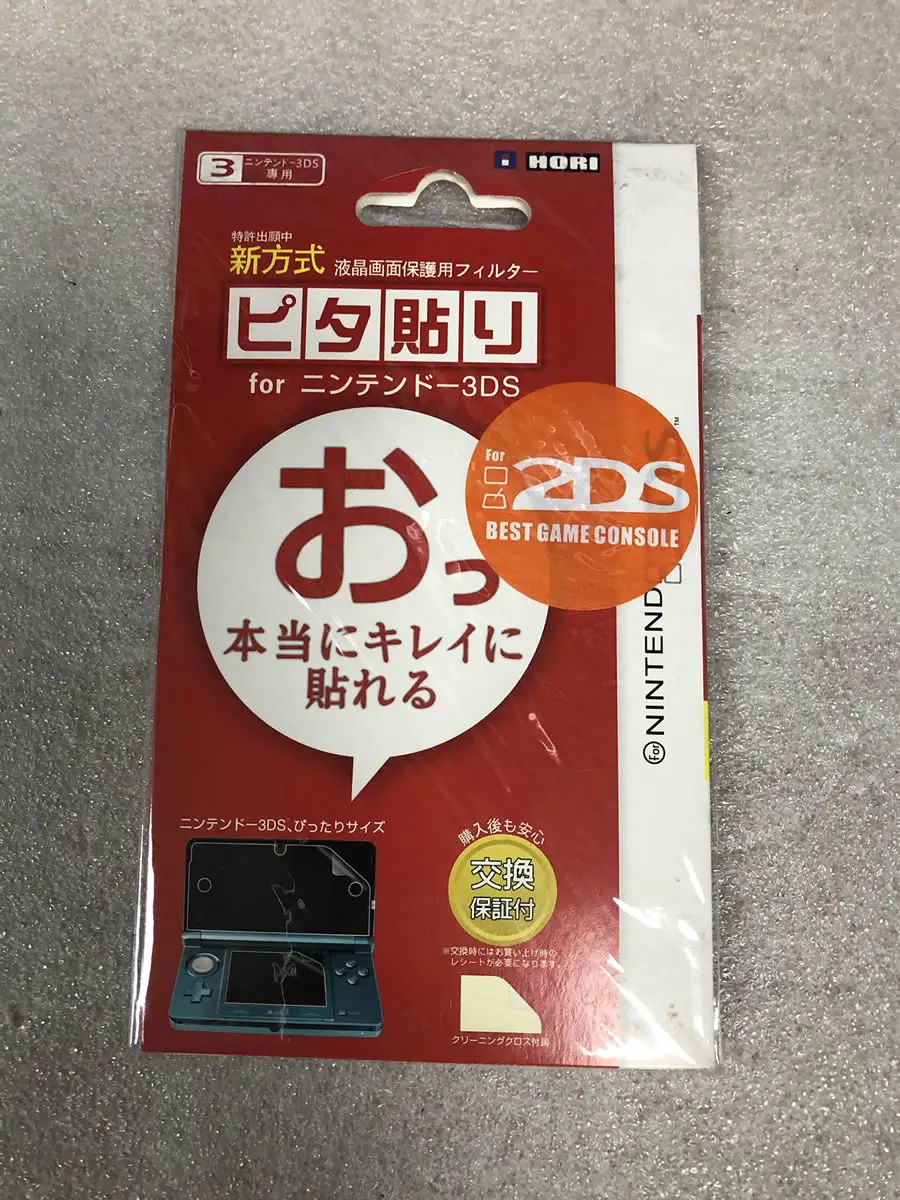 3 ニンテンドー3DS
専用
HORI
特許出願中
新方式 液晶画面保護用フィルター
ピタ貼り
for ニンテンドー3DS
おっ
本当にキレイに
貼れる
For
2DS
BEST GAME CONSOLE
for NINTENDO
ニンテンドー3DS、ぴったりサイズ
購入後も安心
交換
保証付
※交換時にはお買い上げ時の
レシートが必要になります。
クリーニングクロス付属